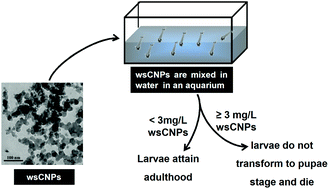 wsCNPs are mixed in
water in an aquarium
< 3mg/L
wsCNPs
≥ 3 mg/L
wsCNPs
Larvae attain
adulthood
larvae do not
transform to pupae
stage and die
100 nm
wsCNPs